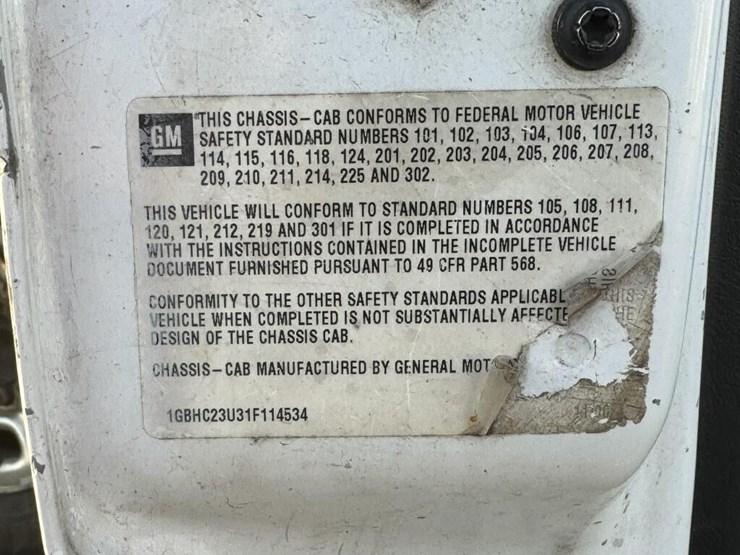 GM
"THIS CHASSIS-CAB CONFORMS TO FEDERAL MOTOR VEHICLE
SAFETY STANDARD NUMBERS 101, 102, 103, 104, 106, 107, 113,
114, 115, 116, 118, 124, 201, 202, 203, 204, 205, 206, 207, 208,
209, 210, 211, 214, 225 AND 302.
THIS VEHICLE WILL CONFORM TO STANDARD NUMBERS 105, 108, 111,
120, 121, 212, 219 AND 301 IF IT IS COMPLETED IN ACCORDANCE
WITH THE INSTRUCTIONS CONTAINED IN THE INCOMPLETE VEHICLE
DOCUMENT FURNISHED PURSUANT TO 49 CFR PART 568.
CONFORMITY TO THE OTHER SAFETY STANDARDS APPLICABL
VEHICLE WHEN COMPLETED IS NOT SUBSTANTIALLY AFFECTE
DESIGN OF THE CHASSIS CAB.
CHASSIS-CAB MANUFACTURED BY GENERAL MOT
1GBHC23U31F114534